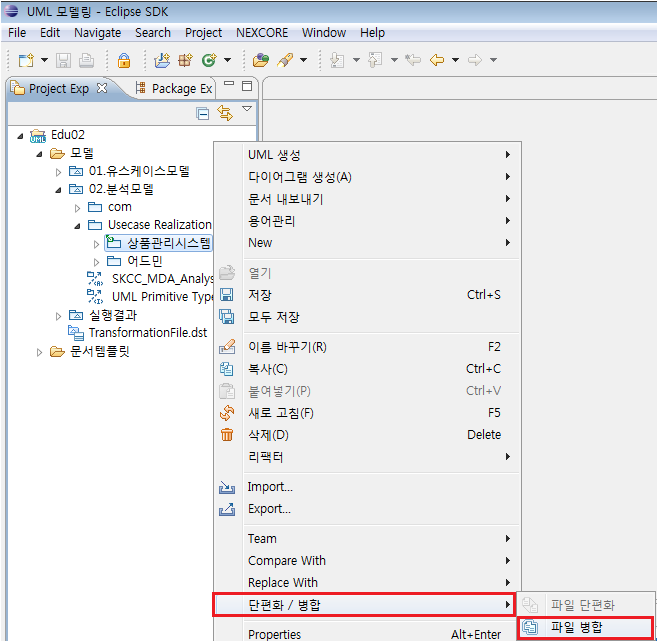 UML 모델링 - Eclipse SDK
File Edit Navigate Search Project NEXCORE Window Help
Project Exp Package Ex
Edu02
모델
01.유스케이스모델
02.분석모델
com
Usecase Realization
상품관리시스템
어드민
SKCC_MDA_Analys
UML Primitive Type
실행결과
TransformationFile.dst
문서템플릿
UML 생성
다이어그램 생성(A)
문서 내보내기
용어관리
New
열기
저장 Ctrl+S
모두 저장
이름 바꾸기(R) F2
복사(C) Ctrl+C
붙여넣기(P) Ctrl+V
새로 고침(F) F5
삭제(D) Delete
리팩터
Import...
Export...
Team
Compare With
Replace With
단편화 / 병합
파일 단편화
파일 병합
Properties Alt+Enter